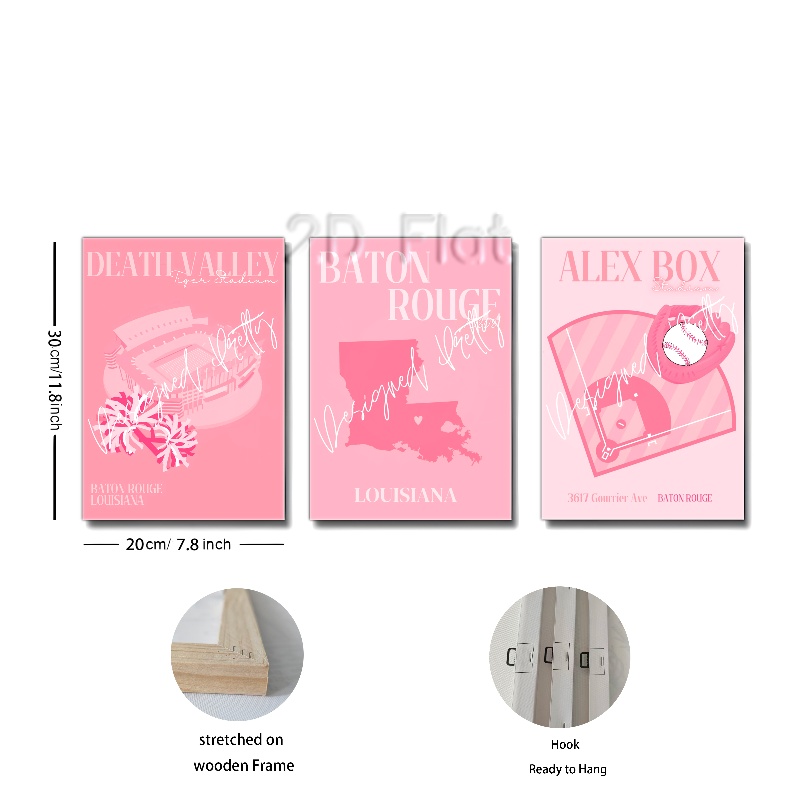 2D Flat
DEATH VALLEY
Tiger Stadium
Designed Pretty
BATON ROUGE
LOUISIANA
BATON
ROUGE
Designed Pretty
LOUISIANA
ALEX BOX
Designed Pretty
3617 Gourrier Ave BATON ROUGE
30cm/11.8inch
20cm/ 7.8 inch
stretched on
wooden Frame
Hook
Ready to Hang